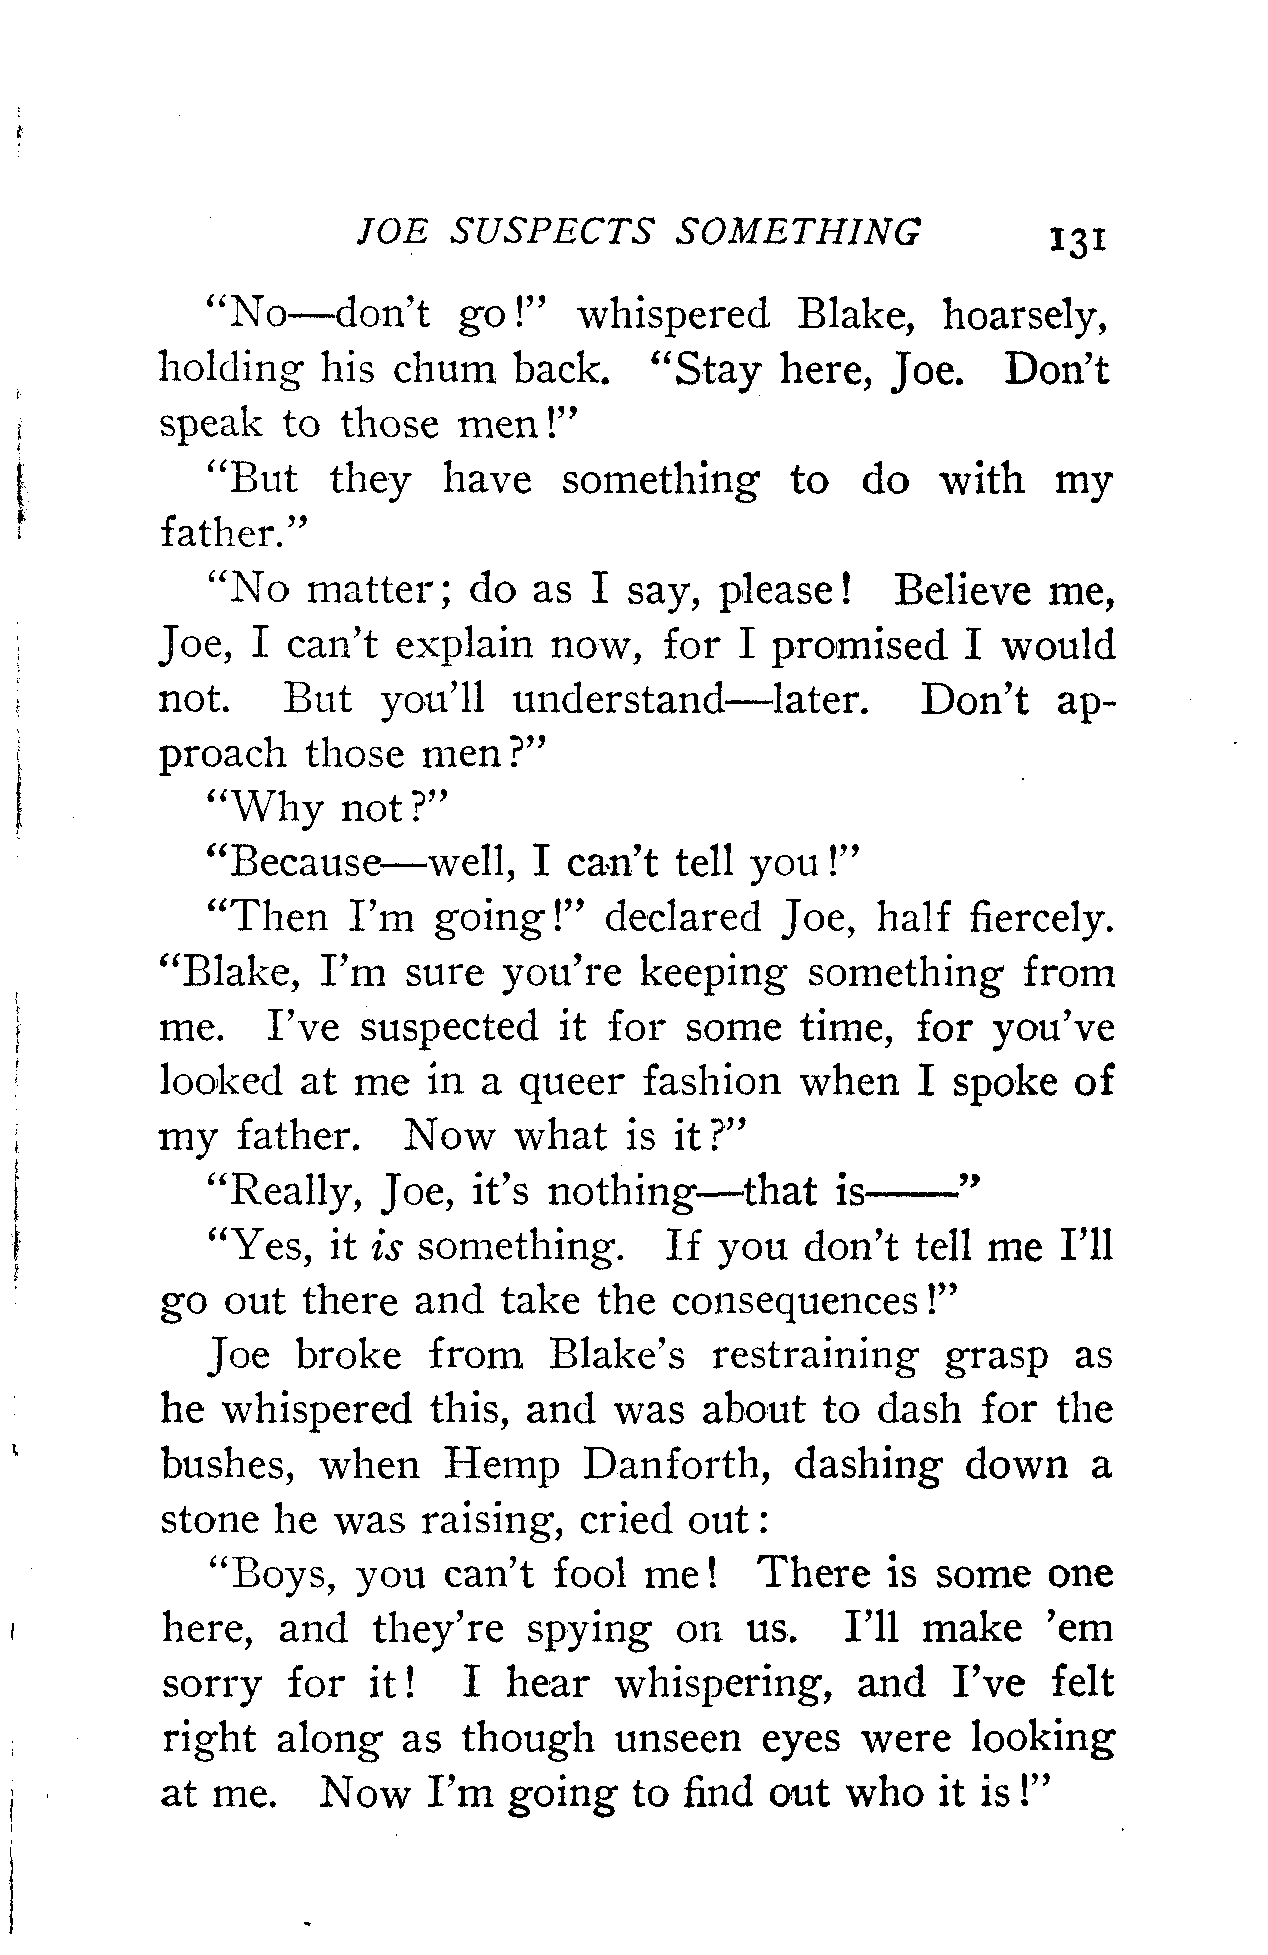 JOE SUSPECTS SOMETHING 131
“No—don’t go!” whispered Blake, hoarsely,
holding his chum back. “Stay here, Joe. Don’t
speak to those men!”
“But they have something to do with my
father.”
“No matter; do as I say, please! Believe me,
Joe, I can’t explain now, for I promised I would
not. But you’ll understand—later. Don’t ap-
proach those men?”
“Why not?”
“Because—well, I can’t tell you!”
“Then I’m going!” declared Joe, half fiercely.
“Blake, I’m sure you’re keeping something from
me. I’ve suspected it for some time, for you’ve
looked at me in a queer fashion when I spoke of
my father. Now what is it?”
“Really, Joe, it’s nothing—that is——”
“Yes, it is something. If you don’t tell me I’ll
go out there and take the consequences!”
Joe broke from Blake’s restraining grasp as
he whispered this, and was about to dash for the
bushes, when Hemp Danforth, dashing down a
stone he was raising, cried out:
“Boys, you can’t fool me! There is some one
here, and they’re spying on us. I’ll make ’em
sorry for it! I hear whispering, and I’ve felt
right along as though unseen eyes were looking
at me. Now I’m going to find out who it is!”